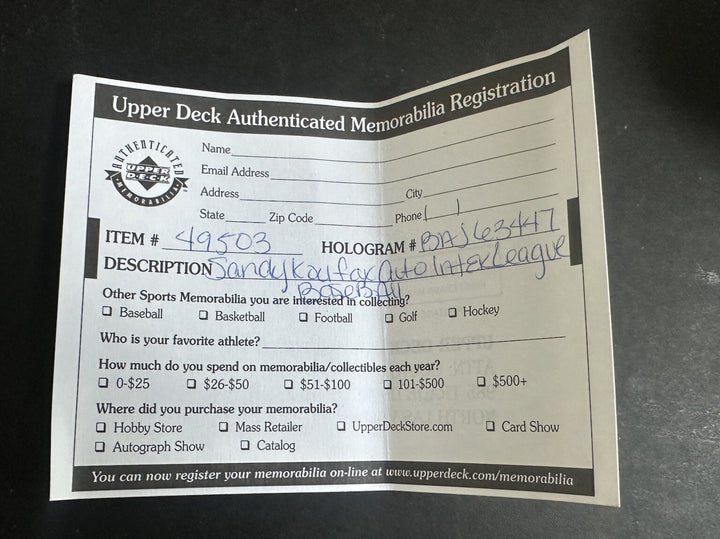 Upper Deck Authenticated Memorabilia Registration
AUTHENTICATED
UPPER
DECK
MEMORABILIA
Name
Email Address
Address City
State Zip Code Phone ( )
ITEM # 49503 HOLOGRAM # BAJ63447
DESCRIPTION Sandy Koufax Auto InterLeague
BaseBall
Other Sports Memorabilia you are interested in collecting?
❏ Baseball ❏ Basketball ❏ Football ❏ Golf ❏ Hockey
Who is your favorite athlete?
How much do you spend on memorabilia/collectibles each year?
❏ 0-$25 ❏ $26-$50 ❏ $51-$100 ❏ 101-$500 ❏ $500+
Where did you purchase your memorabilia?
❏ Hobby Store ❏ Mass Retailer ❏ UpperDeckStore.com ❏ Card Show
❏ Autograph Show ❏ Catalog
You can now register your memorabilia on-line at www.upperdeck.com/memorabilia